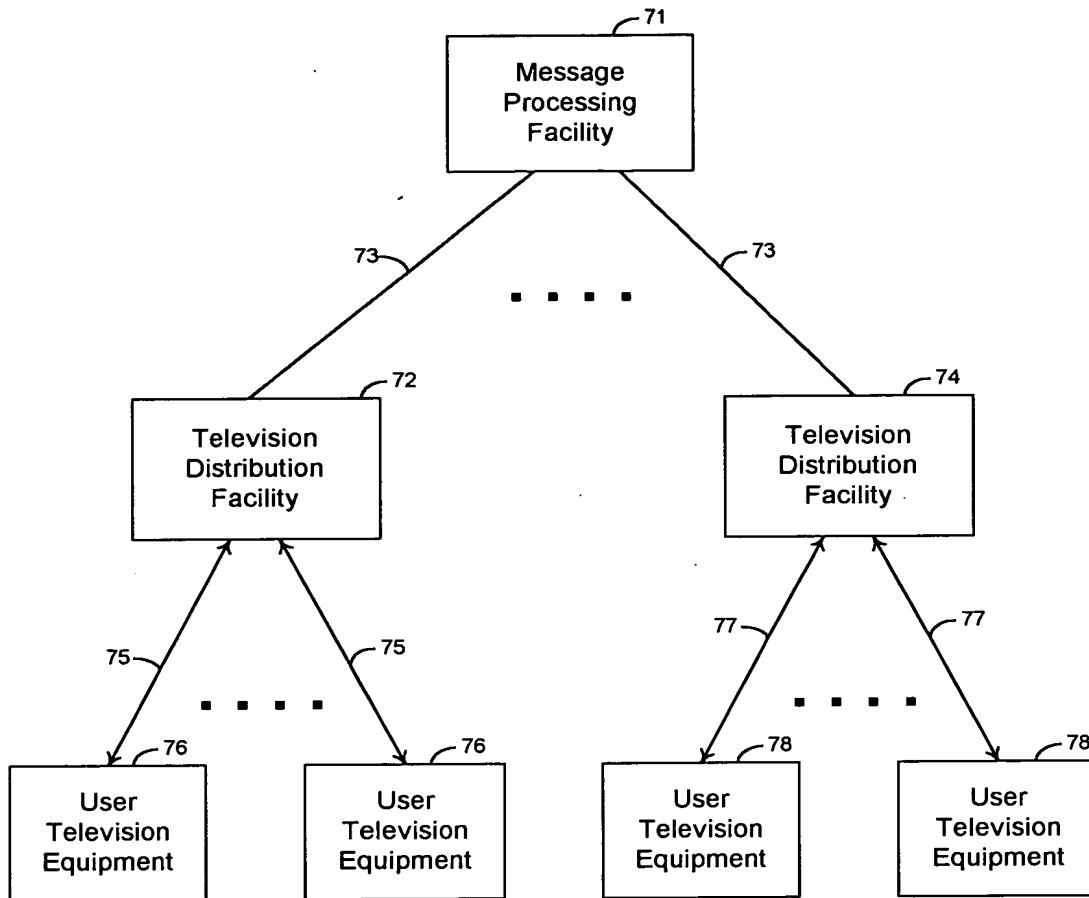 71
Message
Processing
Facility
73
73
72
74
Television
Distribution
Facility
Television
Distribution
Facility
75
75
77
77
76
76
78
78
User
Television
Equipment
User
Television
Equipment
User
Television
Equipment
User
Television
Equipment